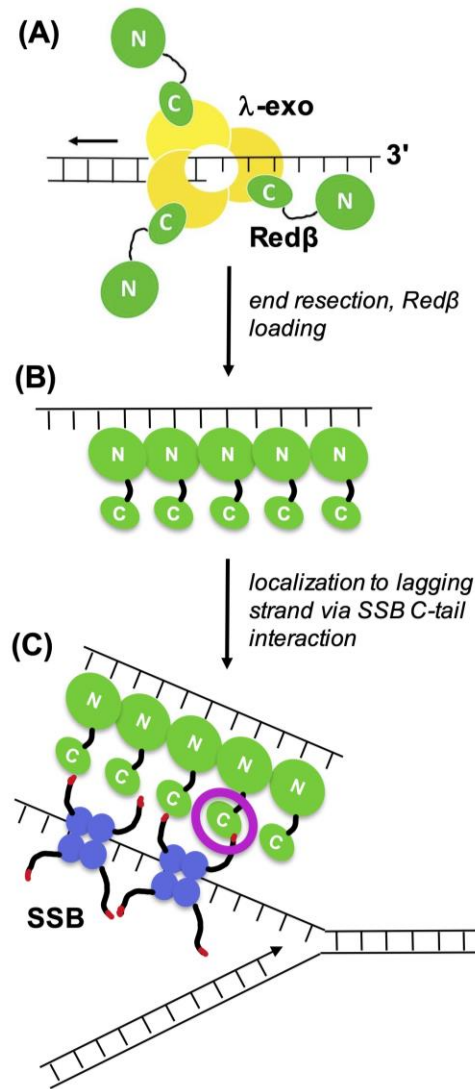 (A)
N
C
λ-exo
3'
C
N
C
Redβ
N
end resection, Redβ
loading
(B)
N N N N N
C C C C C
localization to lagging
strand via SSB C-tail
interaction
(C)
N
N
N
N
N
C
C
C
C
C
SSB